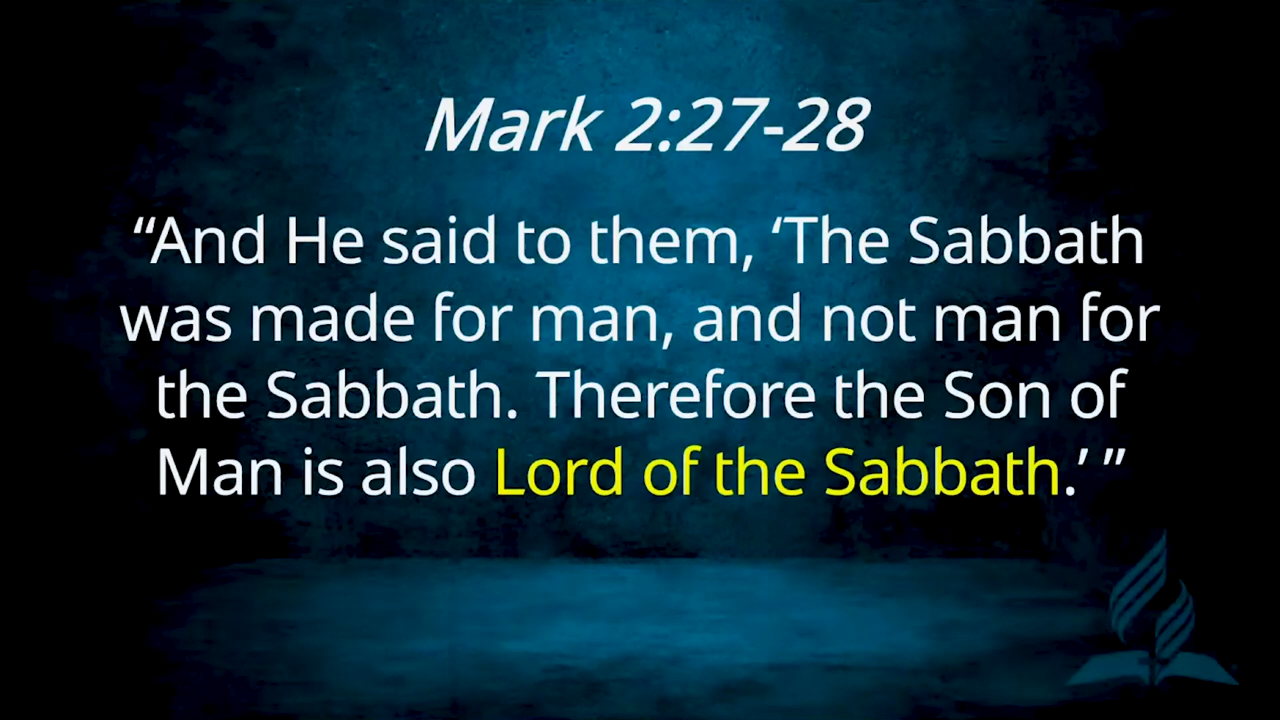 Mark 2:27-28
“And He said to them, ‘The Sabbath
was made for man, and not man for
the Sabbath. Therefore the Son of
Man is also Lord of the Sabbath.’ ”